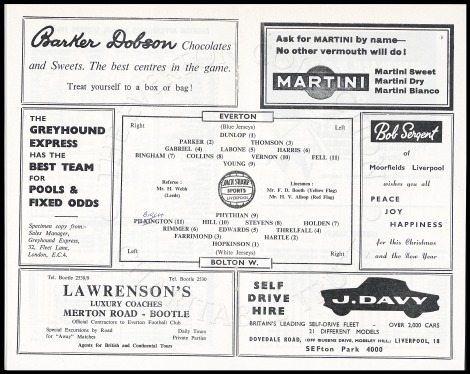 Barker Dobson Chocolates
and Sweets. The best centres in the game.
Treat yourself to a box or bag!
Ask for MARTINI by name—
No other vermouth will do!
MARTINI
Martini Sweet
Martini Dry
Martini Bianco
THE
GREYHOUND
EXPRESS
HAS THE
BEST TEAM
FOR
POOLS &
FIXED ODDS
Specimen copy from:-
Sales Manager,
Greyhound Express,
32, Fleet Lane,
London, E.C.4.
EVERTON
Right (Blue Jerseys) Left
DUNLOP (1)
PARKER (2) THOMSON (3)
GABRIEL (4) LABONE (5) HARRIS (6)
BINGHAM (7) COLLINS (8) VERNON (10) FELL (11)
YOUNG (9)
Referee :
Mr. H. Webb
(Leeds)
JACK SHARP
SPORTS
LIVERPOOL
Linesmen :
Mr. F. D. Booth (Yellow Flag)
Mr. H. V. Allsop (Red Flag)
PHYTHIAN (9)
PILKINGTON (11) HILL (10) STEVENS (8) HOLDEN (7)
RIMMER (6) EDWARDS (5) THRELFALL (4)
FARRIMOND (3) HARTLE (2)
HOPKINSON (1)
Left (White Jerseys) Right
BOLTON W.
Bob Sergent
of
Moorfields Liverpool
wishes you all
PEACE
JOY
HAPPINESS
for this Christmas
and the New Year
Tel. Bootle 2530/9 Tel. Bootle 2530
LAWRENSON'S
LUXURY COACHES
MERTON ROAD - BOOTLE
Official Contractors to Everton Football Club
Special Excursions by Road
for "Away" Matches
Daily Tours
Private Parties
Agents for British and Continental Tours
SELF
DRIVE
HIRE
J. DAVY
BRITAIN'S LEADING SELF-DRIVE FLEET - OVER 2,000 CARS
21 DIFFERENT MODELS
DOVEDALE ROAD, (OFF QUEENS DRIVE, MOSSLEY HILL,) LIVERPOOL, 18
SEFton Park 4000